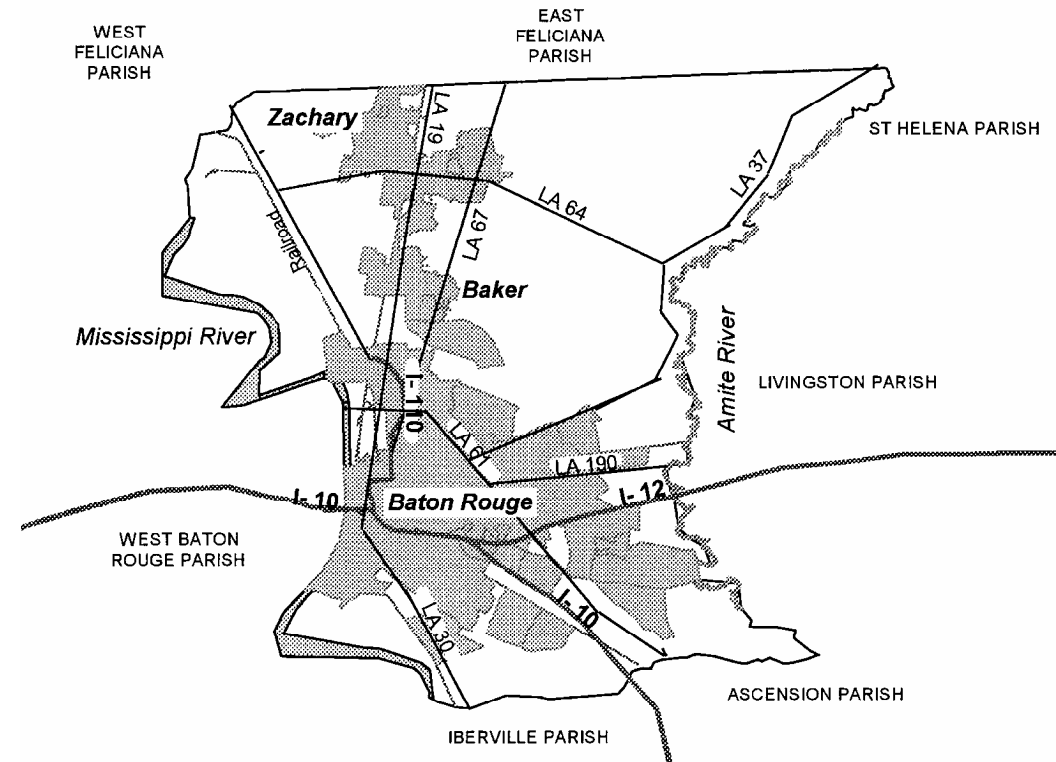 WEST
FELICIANA
PARISH
EAST
FELICIANA
PARISH
Zachary
LA 19
ST HELENA PARISH
LA 37
LA 64
LA 67
Railroad
Baker
Mississippi River
Amite River
LIVINGSTON PARISH
I-110
LA 61
LA 190
I-10
Baton Rouge
I-12
WEST BATON
ROUGE PARISH
I-10
LA 30
ASCENSION PARISH
IBERVILLE PARISH